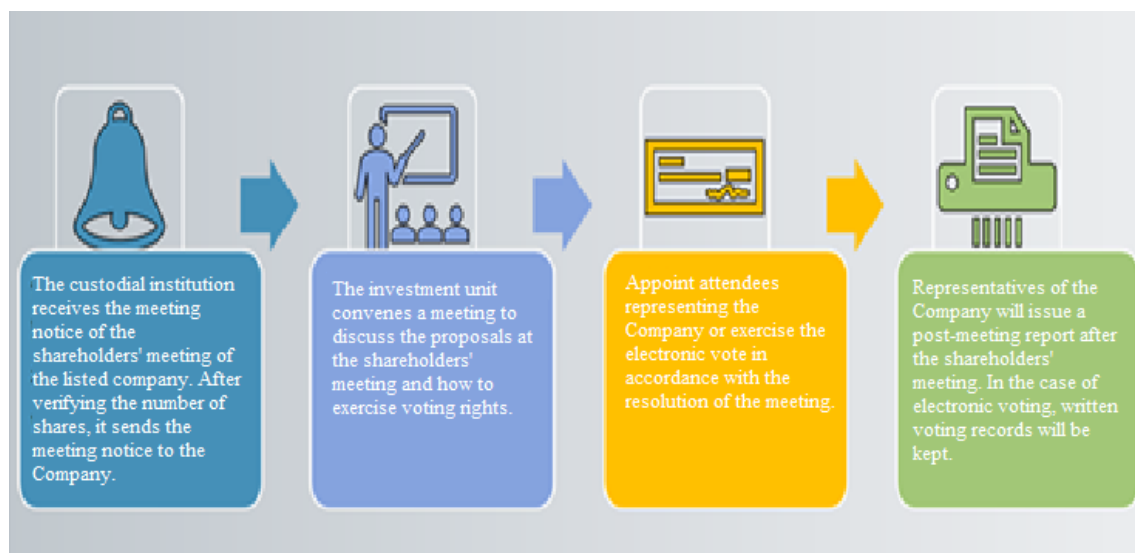 The custodial institution
receives the meeting
notice of the
shareholders' meeting of
the listed company. After
verifying the number of
shares, it sends the
meeting notice to the
Company.
The investment unit
convenes a meeting to
discuss the proposals at
the shareholders'
meeting and how to
exercise voting rights.
Appoint attendees
representing the
Company or exercise the
electronic vote in
accordance with the
resolution of the meeting.
Representatives of the
Company will issue a
post-meeting report after
the shareholders'
meeting. In the case of
electronic voting, written
voting records will be
kept.